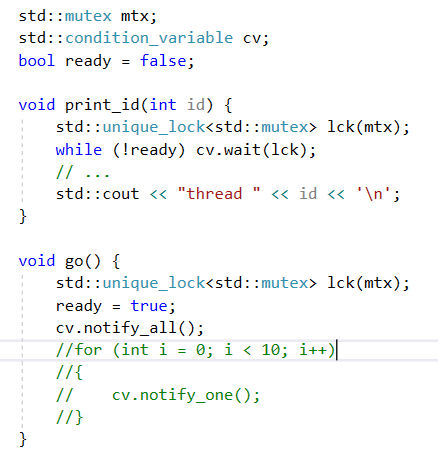 std::mutex mtx;
std::condition_variable cv;
bool ready = false;

void print_id(int id) {
    std::unique_lock<std::mutex> lck(mtx);
    while (!ready) cv.wait(lck);
    // ...
    std::cout << "thread " << id << '\n';
}

void go() {
    std::unique_lock<std::mutex> lck(mtx);
    ready = true;
    cv.notify_all();
    //for (int i = 0; i < 10; i++)
    //{
    //    cv.notify_one();
    //}
}